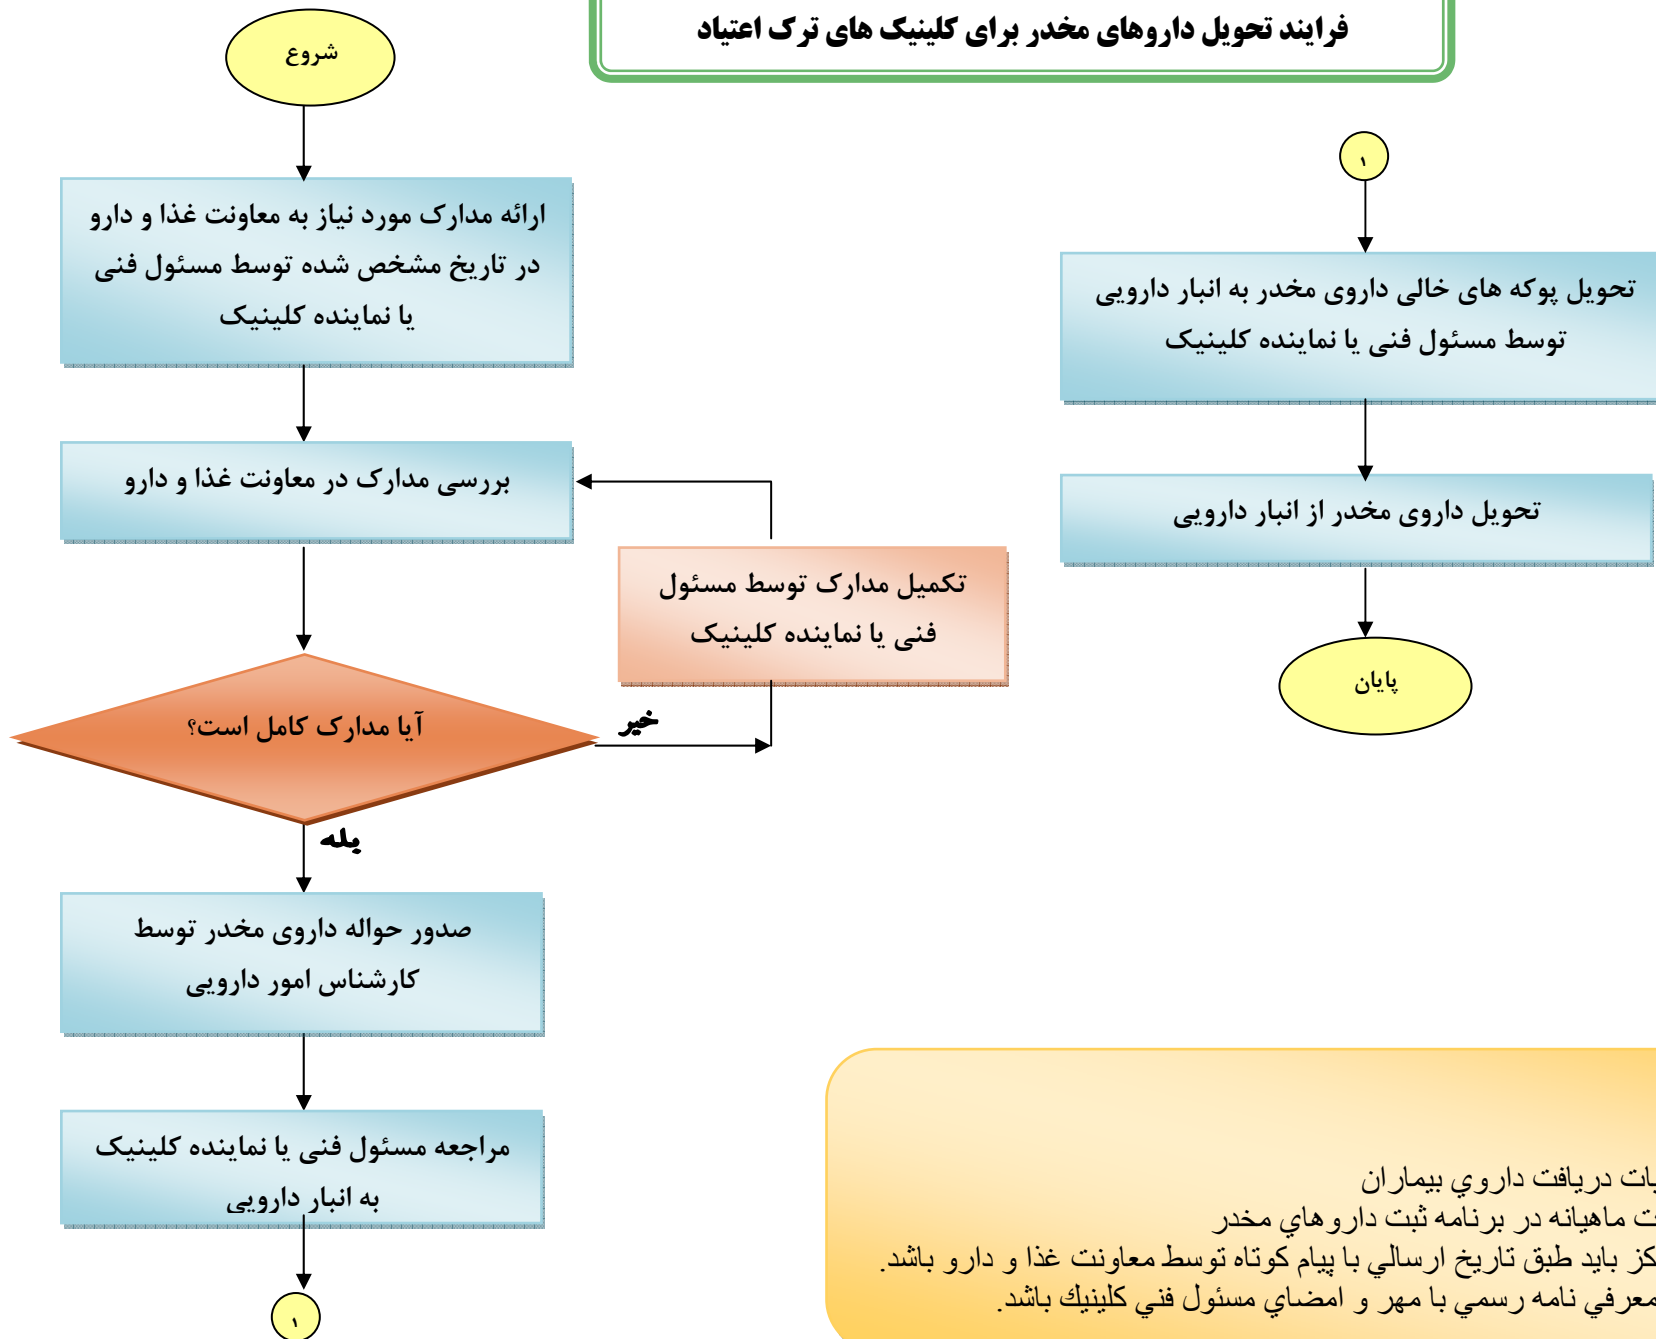 فرایند تحویل داروهای مخدر برای کلینیک های ترک اعتیاد
شروع
ارائه مدارک مورد نیاز به معاونت غذا و دارو
در تاریخ مشخص شده توسط مسئول فنی
یا نماینده کلینیک
بررسی مدارک در معاونت غذا و دارو
تکمیل مدارک توسط مسئول
فنی یا نماینده کلینیک
آیا مدارک کامل است؟
خیر
بله
صدور حواله داروی مخدر توسط
کارشناس امور دارویی
مراجعه مسئول فنی یا نماینده کلینیک
به انبار دارویی
۱
۱
تحویل پوکه های خالی داروی مخدر به انبار دارویی
توسط مسئول فنی یا نماینده کلینیک
تحویل داروی مخدر از انبار دارویی
پایان
دريافت داروي بيماران
ماهيانه در برنامه ثبت داروهاي مخدر
بايد طبق تاريخ ارسالي با پيام كوتاه توسط معاونت غذا و دارو باشد.
معرفي نامه رسمي با مهر و امضاي مسئول فني كلينيك باشد.